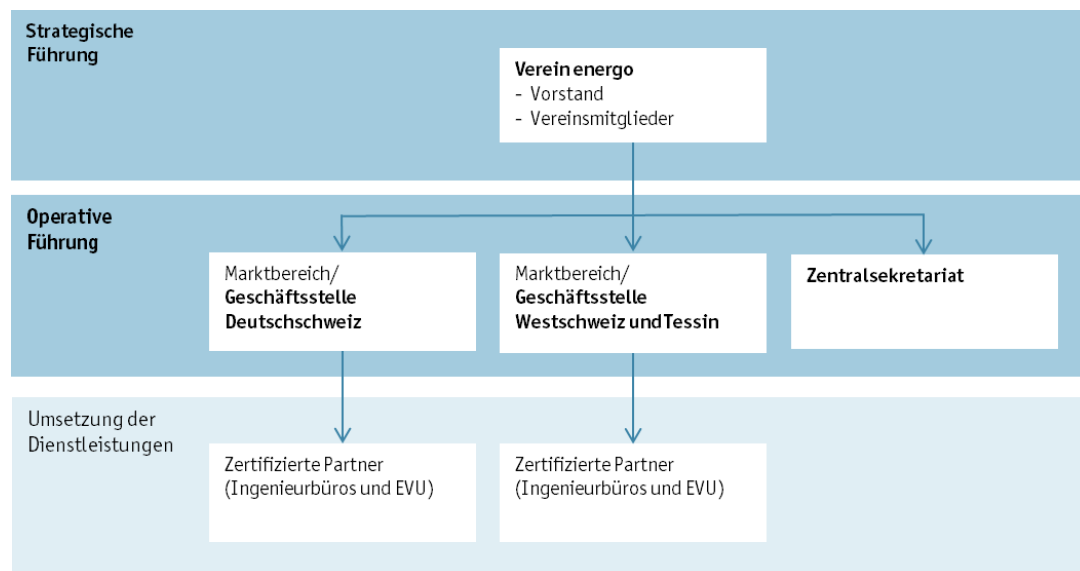 Strategische
Führung
Verein energo
- Vorstand
- Vereinsmitglieder
Operative
Führung
Marktbereich/
Geschäftsstelle
Deutschschweiz
Marktbereich/
Geschäftsstelle
Westschweiz und Tessin
Zentralsekretariat
Umsetzung der
Dienstleistungen
Zertifizierte Partner
(Ingenieurbüros und EVU)
Zertifizierte Partner
(Ingenieurbüros und EVU)